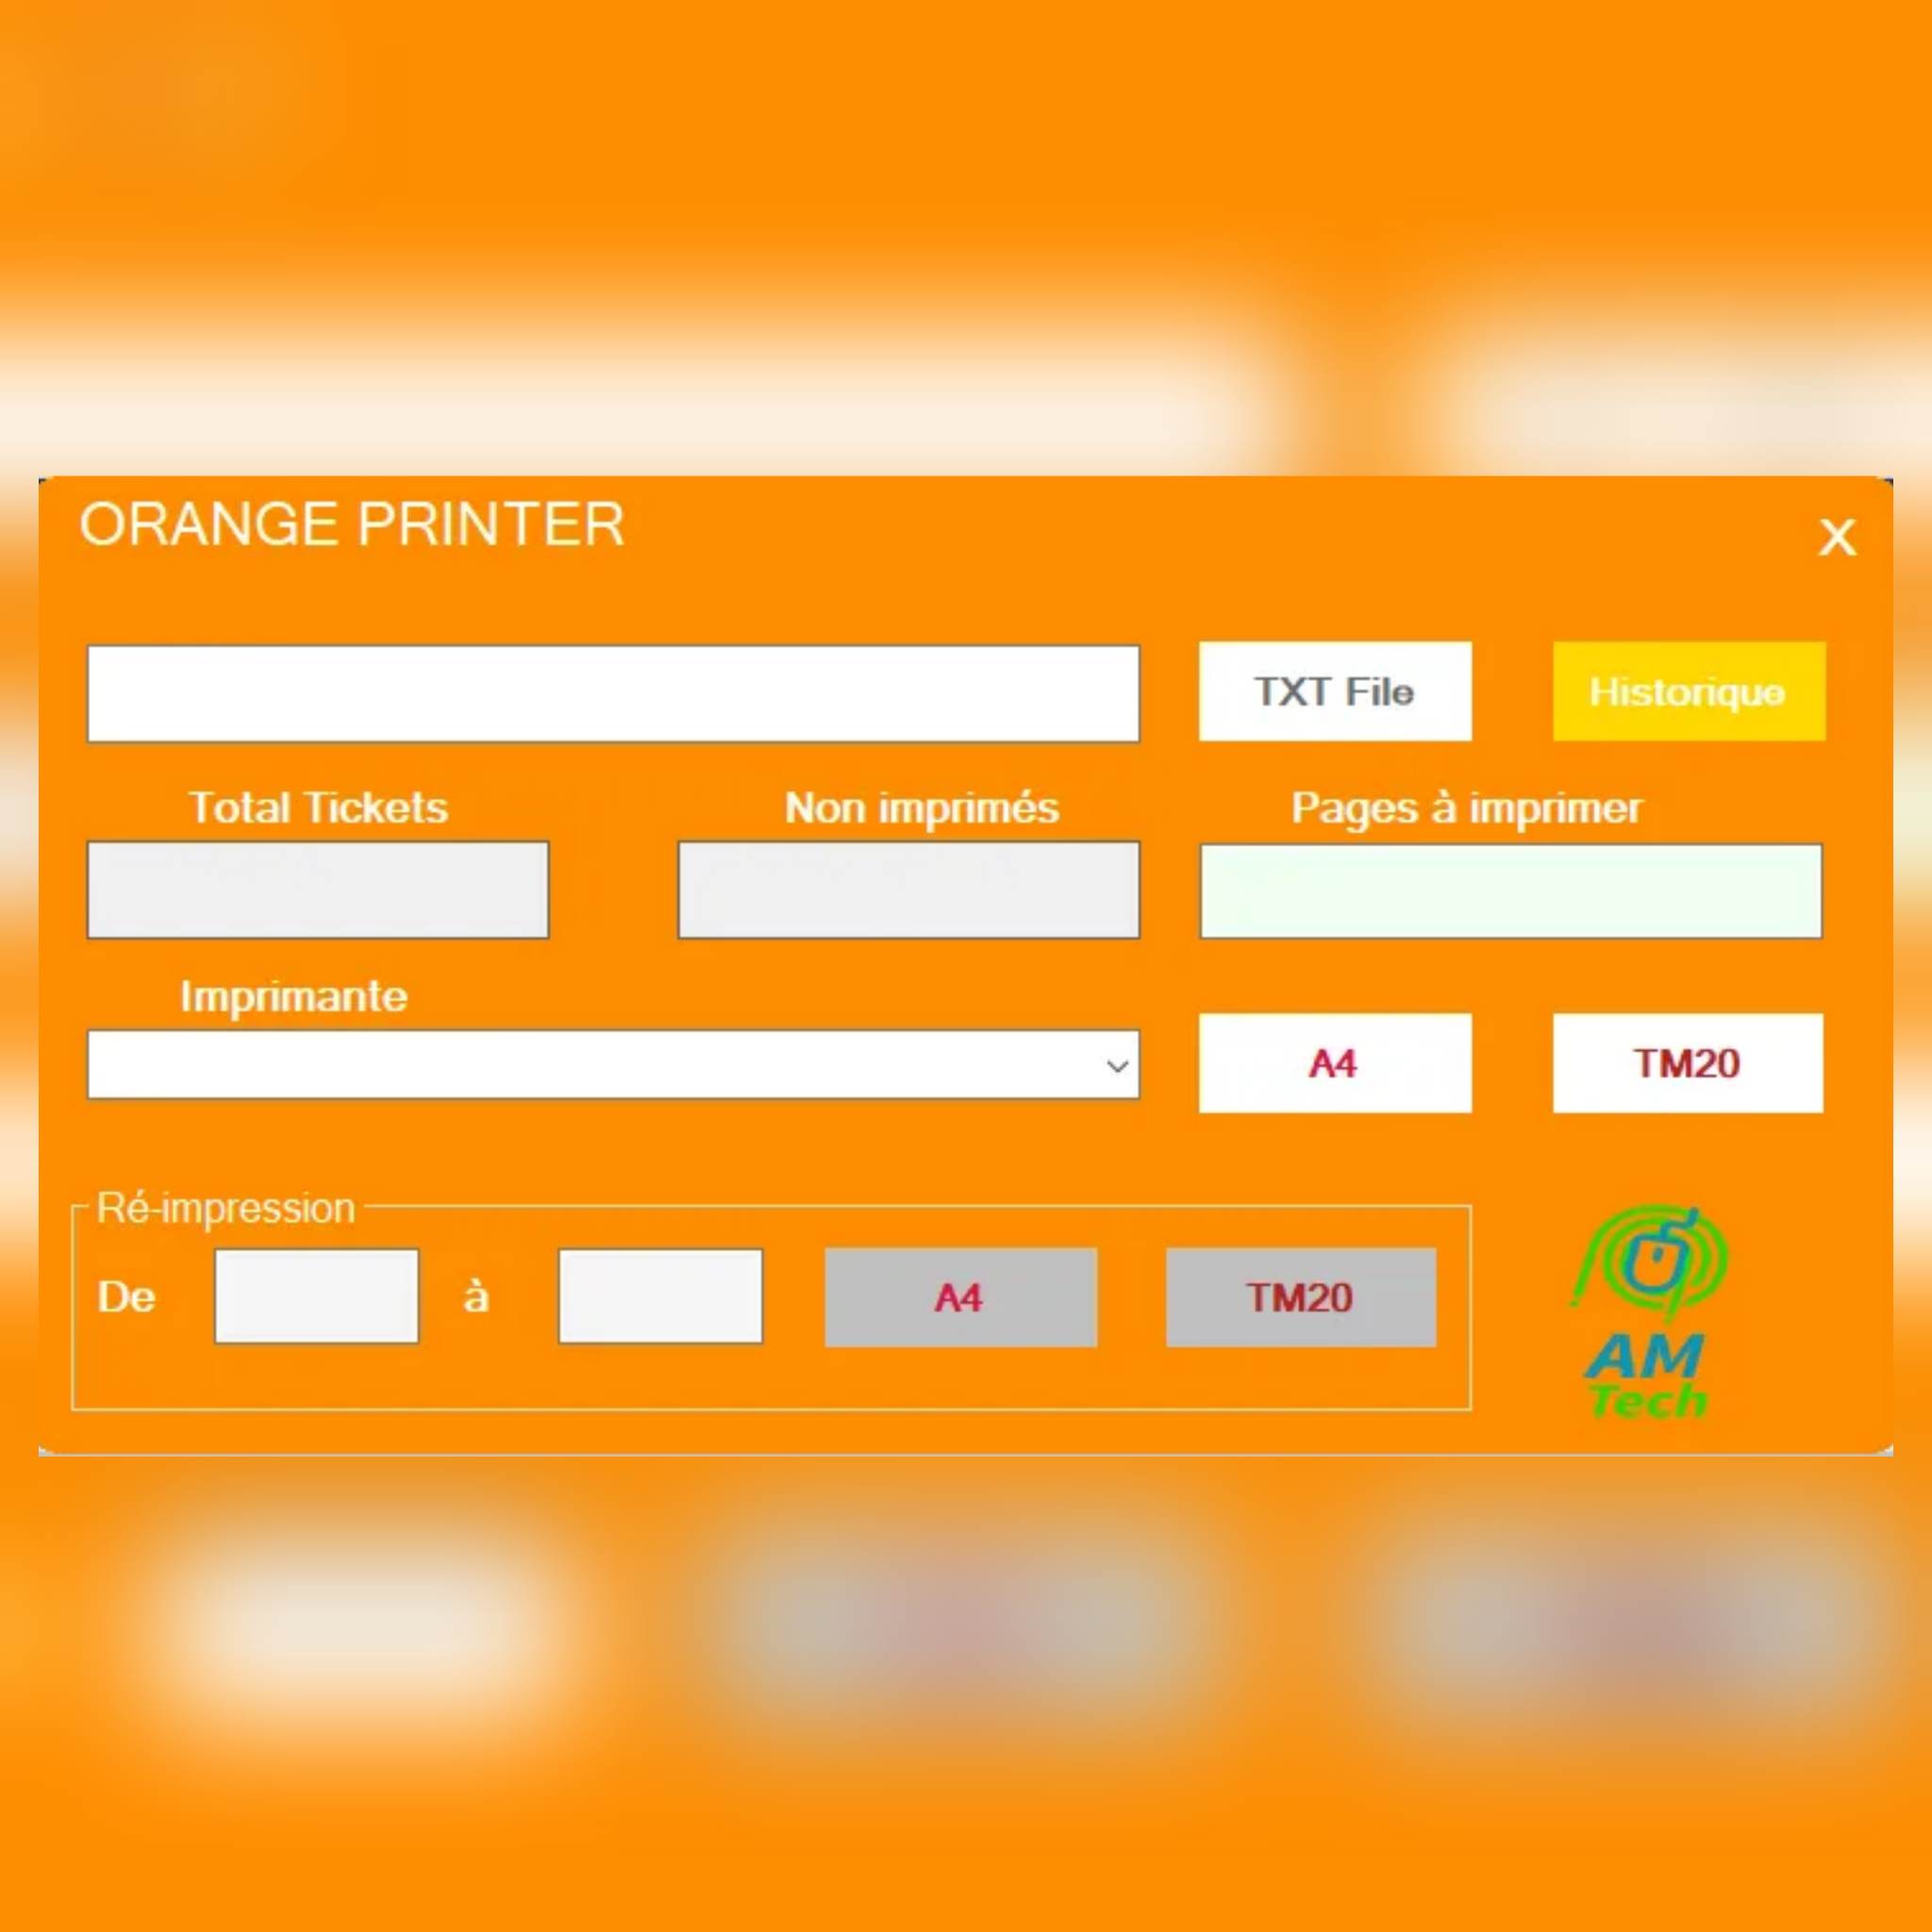 ORANGE PRINTER
X
TXT File
Historique
Total Tickets
Non imprimés
Pages à imprimer
Imprimante
A4
TM20
Ré-impression
De
à
A4
TM20
AM
Tech